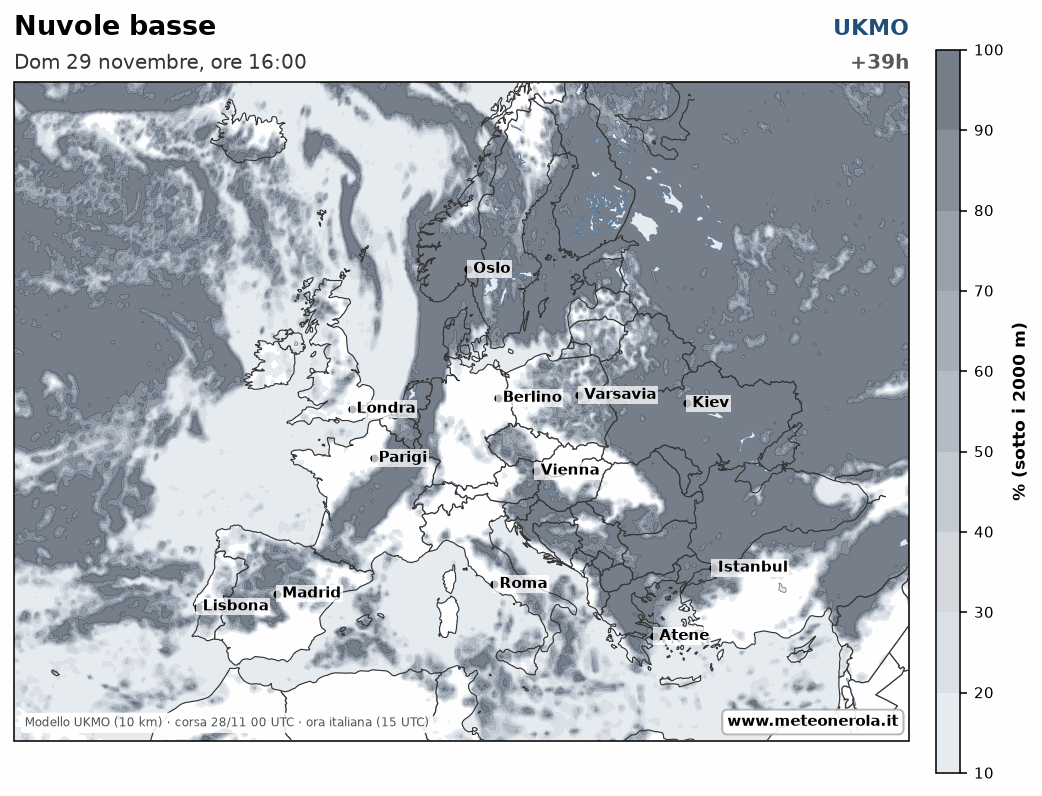 Nuvole basse
UKMO
Dom 29 novembre, ore 16:00
+39h
100
90
80
70
60
50
40
30
20
10
% (sotto i 2000 m)
Oslo
Londra
Berlino
Varsavia
Kiev
Parigi
Vienna
Istanbul
Roma
Madrid
Lisbona
Atene
Modello UKMO (10 km) · corsa 28/11 00 UTC · ora italiana (15 UTC)
www.meteonerola.it